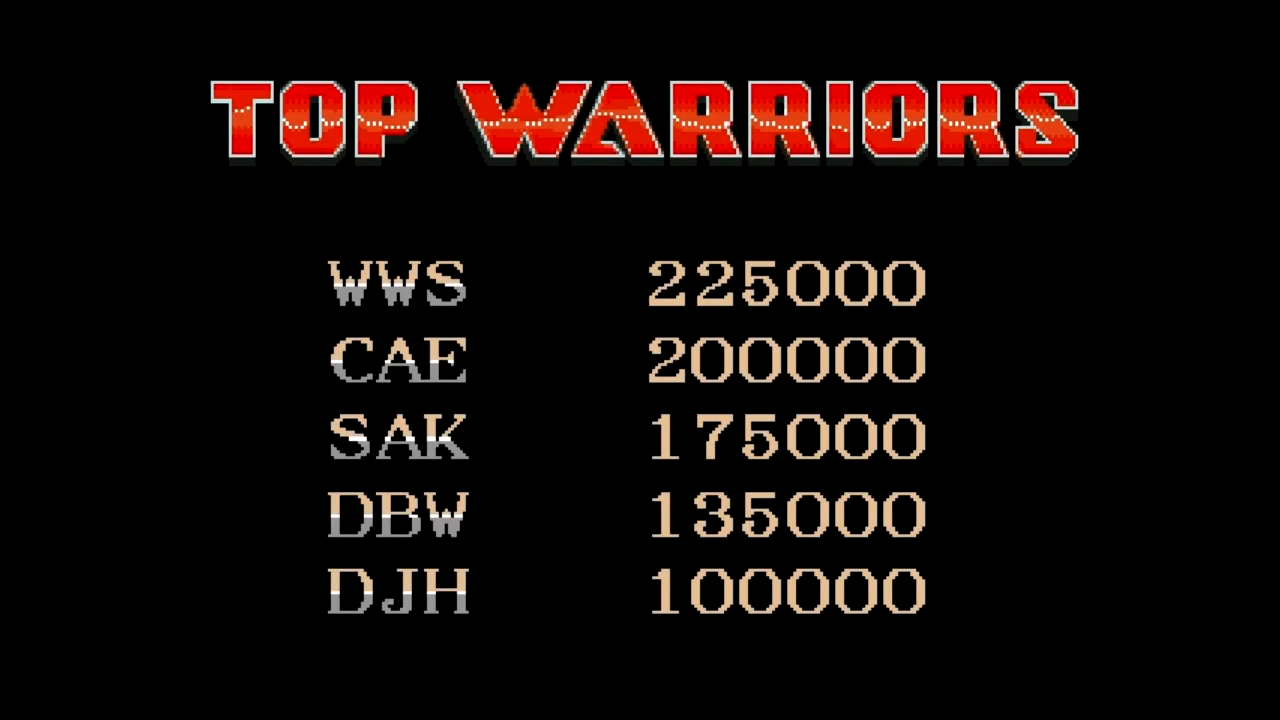 TOP WARRIORS
WWS 225000
CAE 200000
SAK 175000
DBW 135000
DJH 100000